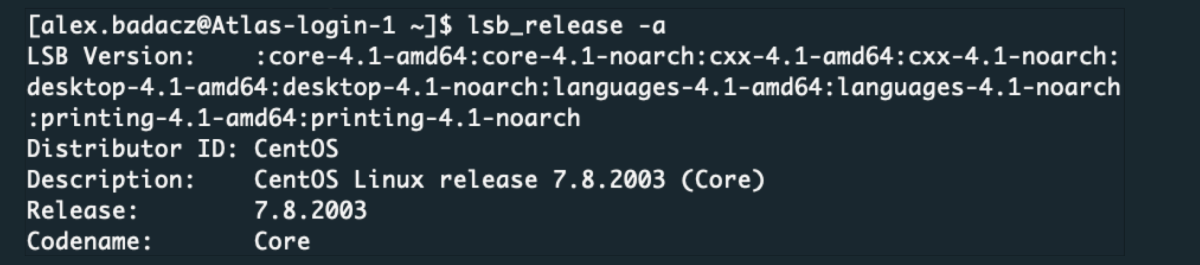 [alex.badacz@Atlas-login-1 ~]$ lsb_release -a
LSB Version:    :core-4.1-amd64:core-4.1-noarch:cxx-4.1-amd64:cxx-4.1-noarch:
desktop-4.1-amd64:desktop-4.1-noarch:languages-4.1-amd64:languages-4.1-noarch
:printing-4.1-amd64:printing-4.1-noarch
Distributor ID: CentOS
Description:    CentOS Linux release 7.8.2003 (Core)
Release:        7.8.2003
Codename:       Core